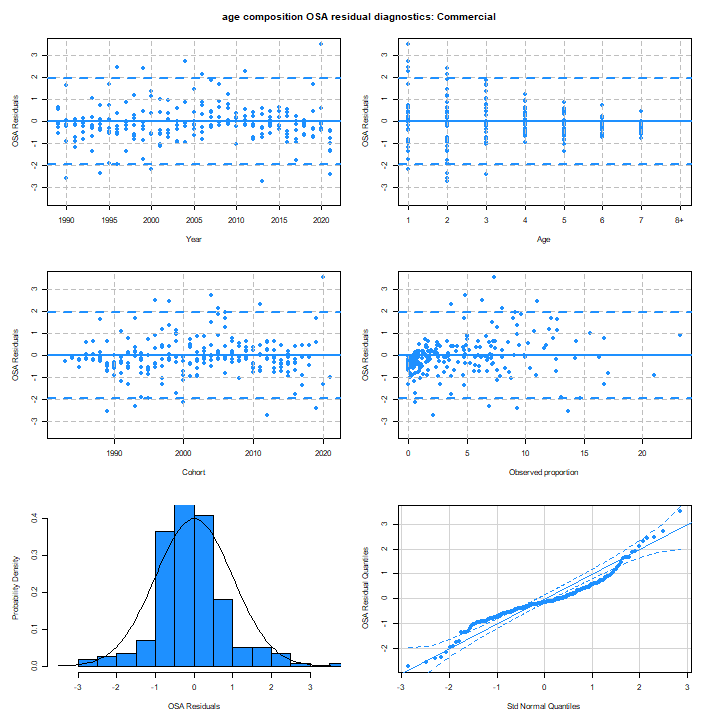 age composition OSA residual diagnostics: Commercial
OSA Residuals
3
2
1
0
-1
-2
-3
1990 1995 2000 2005 2010 2015 2020
Year
OSA Residuals
3
2
1
0
-1
-2
-3
1 2 3 4 5 6 7 8+
Age
OSA Residuals
3
2
1
0
-1
-2
-3
1990 2000 2010 2020
Cohort
OSA Residuals
3
2
1
0
-1
-2
-3
0 5 10 15 20
Observed proportion
Probability Density
0.4
0.3
0.2
0.1
0.0
-3 -2 -1 0 1 2 3
OSA Residuals
OSA Residual Quantiles
3
2
1
0
-1
-2
-3 -2 -1 0 1 2 3
Std Normal Quantiles